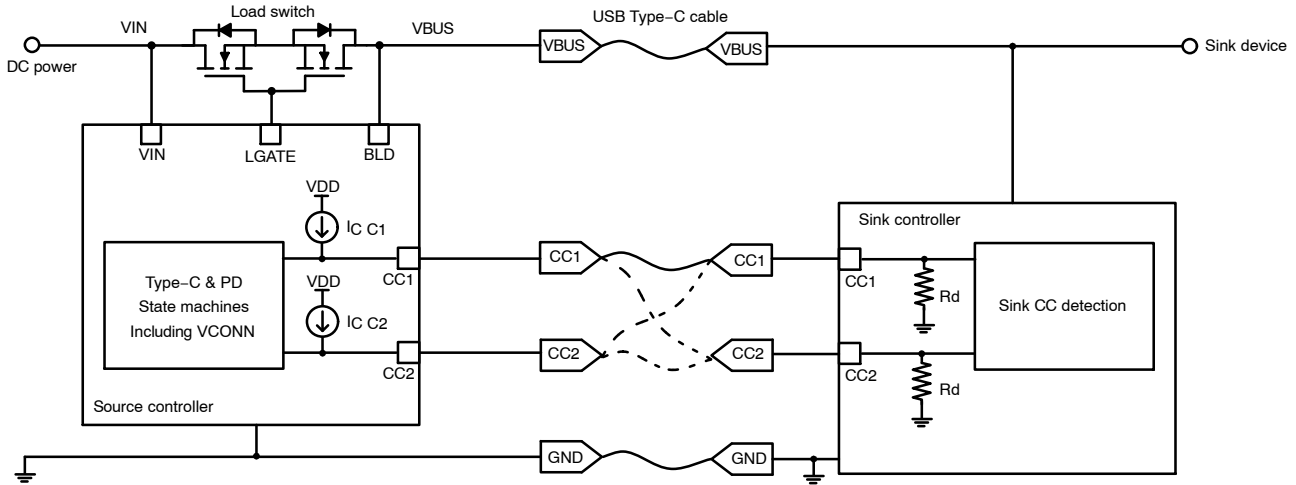 Load switch
USB Type−C cable
VIN
VBUS
VBUS
VBUS
DC power
Sink device
VIN
LGATE
BLD
VDD
IC C1
Sink controller
CC1
CC1
CC1
CC1
Type−C & PD
State machines
Including VCONN
VDD
Rd
Sink CC detection
IC C2
CC2
CC2
CC2
CC2
Rd
Source controller
GND
GND